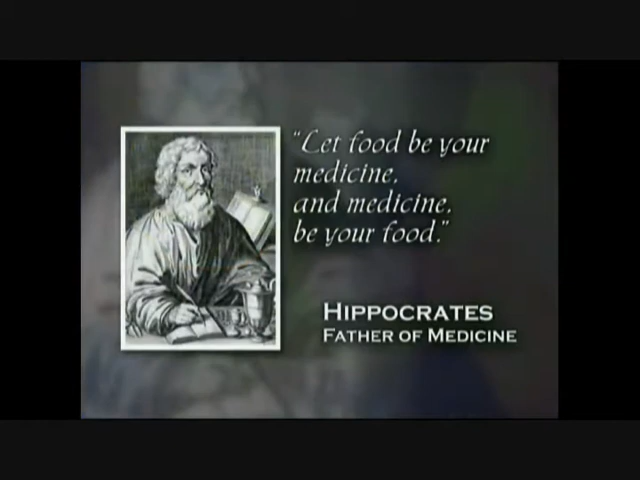 "Let food be your
medicine,
and medicine,
be your food."
HIPPOCRATES
FATHER OF MEDICINE